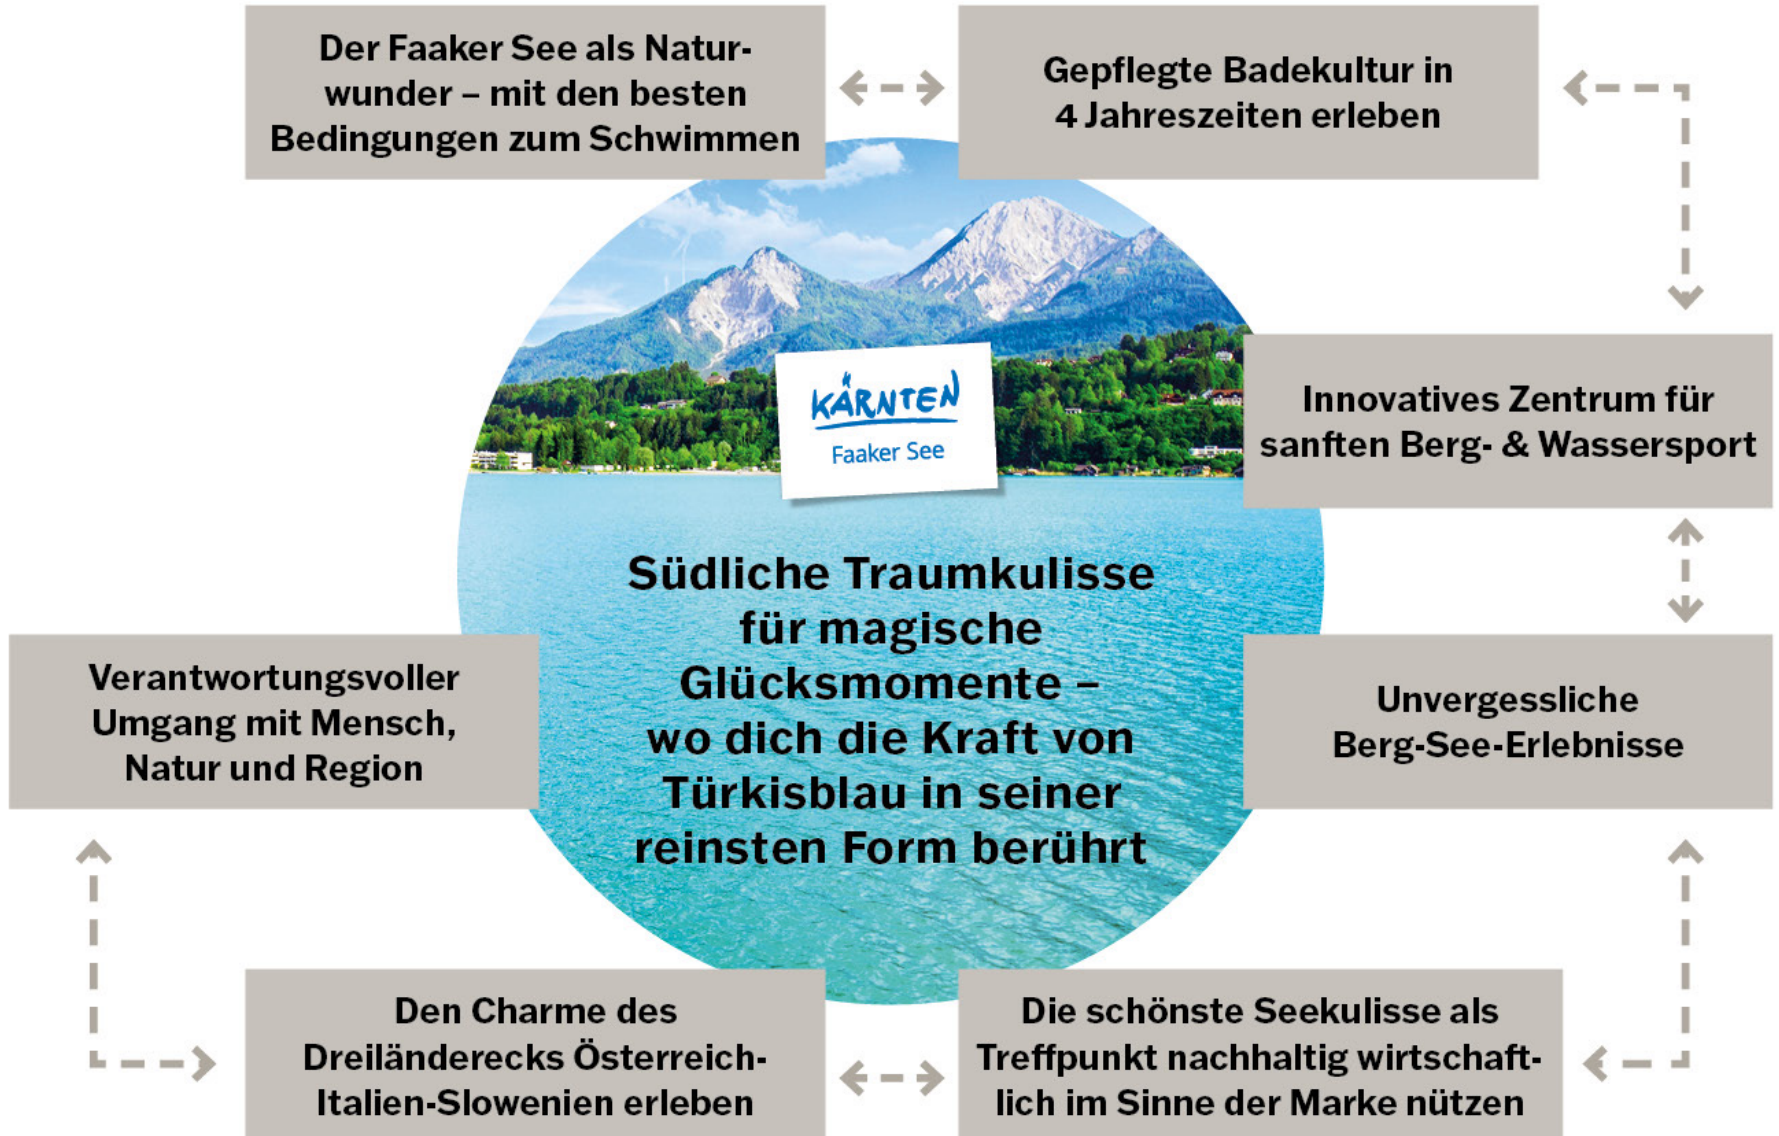 Der Faaker See als Natur-
wunder – mit den besten
Bedingungen zum Schwimmen
Gepflegte Badekultur in
4 Jahreszeiten erleben
Innovatives Zentrum für
sanften Berg- & Wassersport
Unvergessliche
Berg-See-Erlebnisse
Die schönste Seekulisse als
Treffpunkt nachhaltig wirtschaft-
lich im Sinne der Marke nützen
Den Charme des
Dreiländerecks Österreich-
Italien-Slowenien erleben
Verantwortungsvoller
Umgang mit Mensch,
Natur und Region
KÄRNTEN
Faaker See
Südliche Traumkulisse
für magische
Glücksmomente –
wo dich die Kraft von
Türkisblau in seiner
reinsten Form berührt